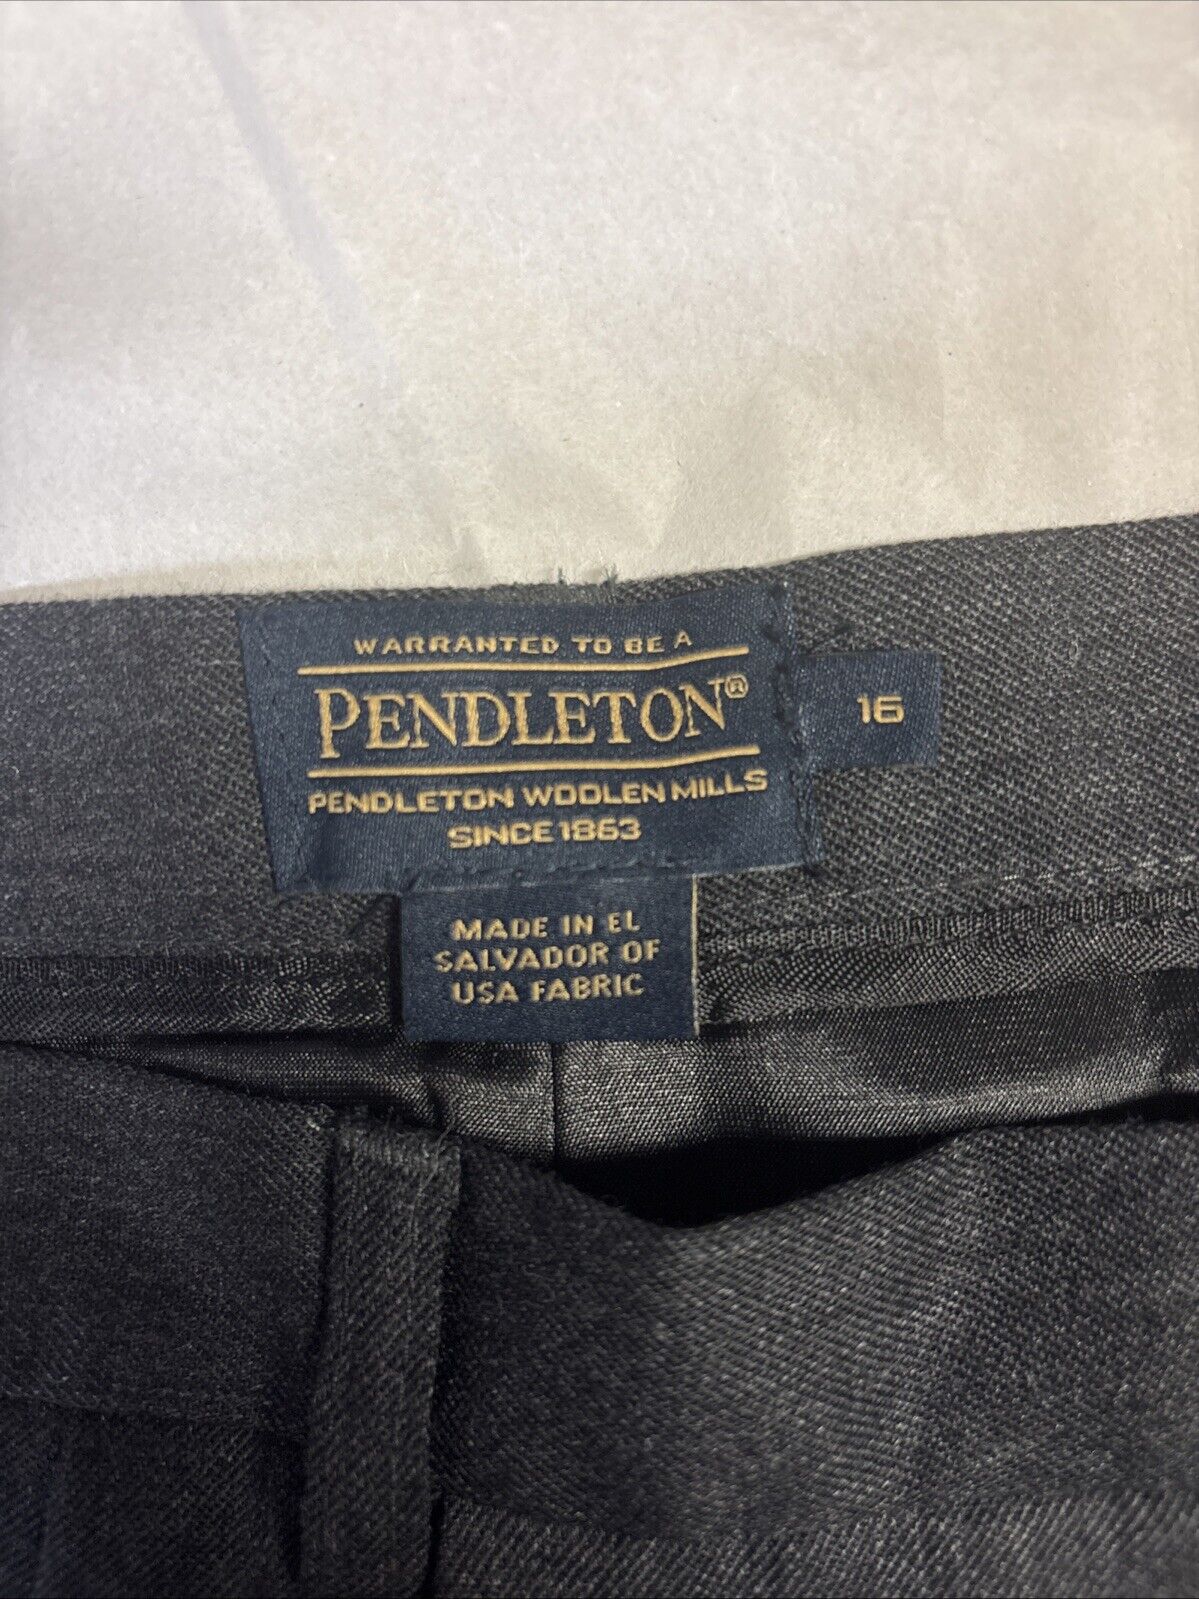 WARRANTED TO BE A
PENDLETON®
PENDLETON WOOLEN MILLS
SINCE 1863
16
MADE IN EL
SALVADOR OF
USA FABRIC